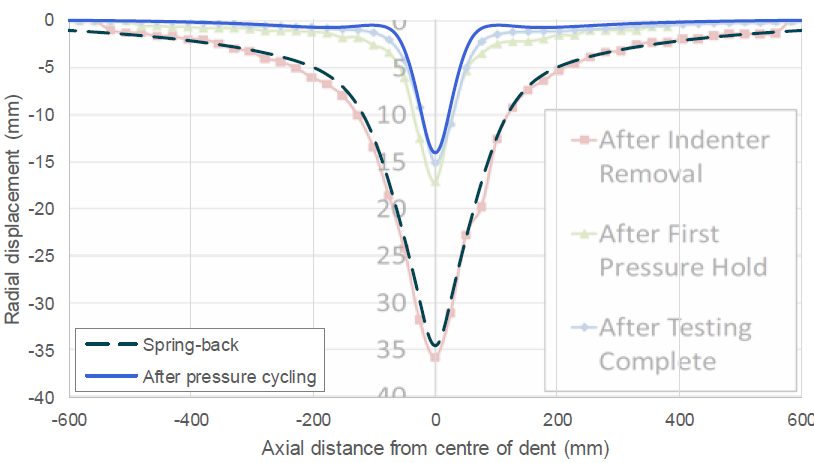 Radial displacement (mm)
0
-5
-10
-15
-20
-25
-30
-35
-40
0
5
10
15
20
25
30
35
40
After Indenter
Removal
After First
Pressure Hold
After Testing
Complete
Spring-back
After pressure cycling
-600
-400
-200
0
200
400
600
Axial distance from centre of dent (mm)